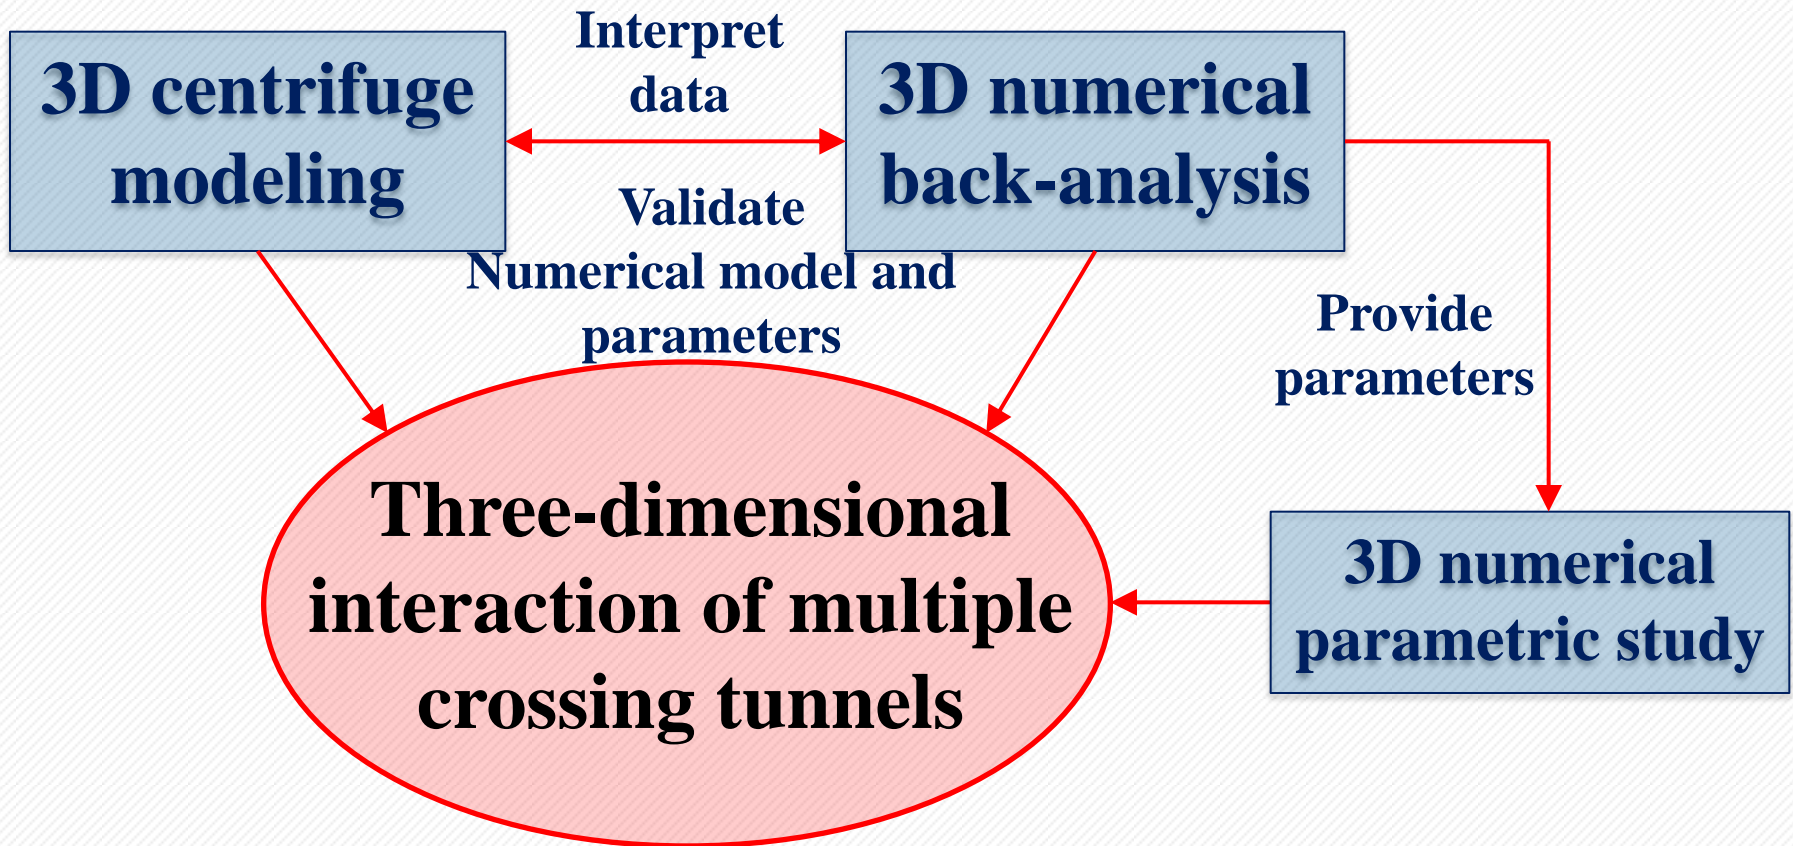 3D centrifuge
modeling
Interpret
data
3D numerical
back-analysis
Validate
Numerical model and
parameters
Provide
parameters
Three-dimensional
interaction of multiple
crossing tunnels
3D numerical
parametric study